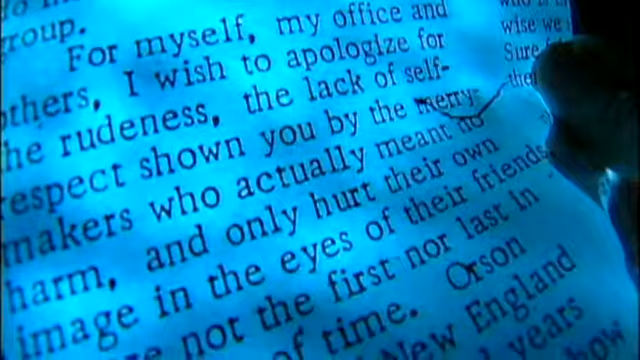 group.
For myself, my office and
others, I wish to apologize for
the rudeness, the lack of self-
respect shown you by the merry-
makers who actually meant no
harm, and only hurt their own
image in the eyes of their friends.
not the first nor last in
of time. Orson
New England
years
wise we
Sure